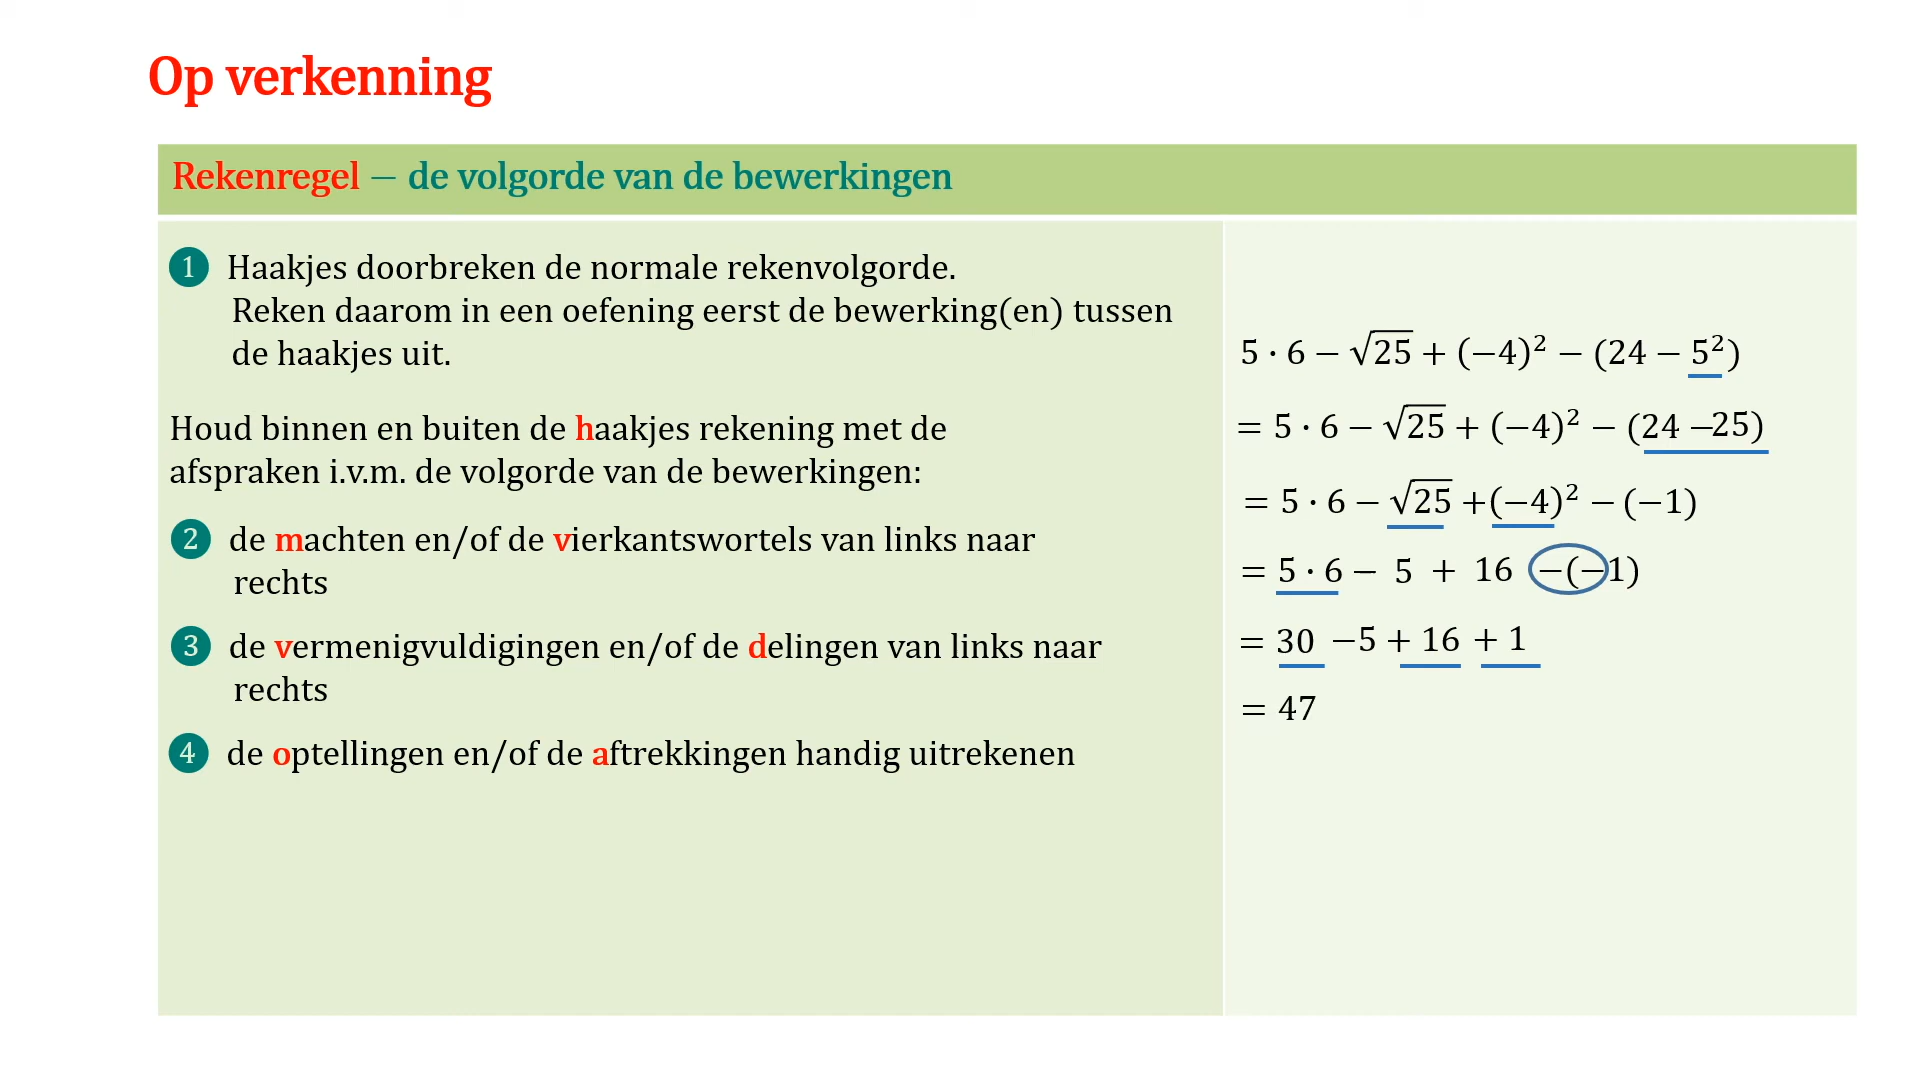 Op verkenning
Rekenregel – de volgorde van de bewerkingen
1 Haakjes doorbreken de normale rekenvolgorde.
Reken daarom in een oefening eerst de bewerking(en) tussen
de haakjes uit.
Houd binnen en buiten de haakjes rekening met de
afspraken i.v.m. de volgorde van de bewerkingen:
2 de machten en/of de vierkantswortels van links naar
rechts
3 de vermenigvuldigingen en/of de delingen van links naar
rechts
4 de optellingen en/of de aftrekkingen handig uitrekenen
5 · 6 − √25 + (−4)² − (24 − 5²)
= 5 · 6 − √25 + (−4)² − (24 −25)
= 5 · 6 − √25 +(−4)² − (−1)
= 5 · 6 − 5 + 16 −(−1)
= 30 −5 + 16 + 1
= 47